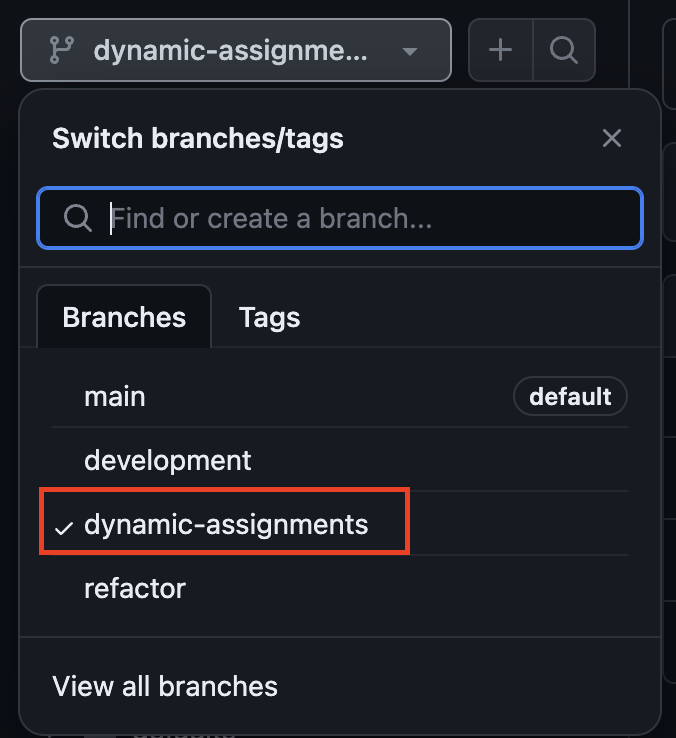 dynamic-assignme...
Switch branches/tags
Find or create a branch...
Branches
Tags
main
default
development
dynamic-assignments
refactor
View all branches